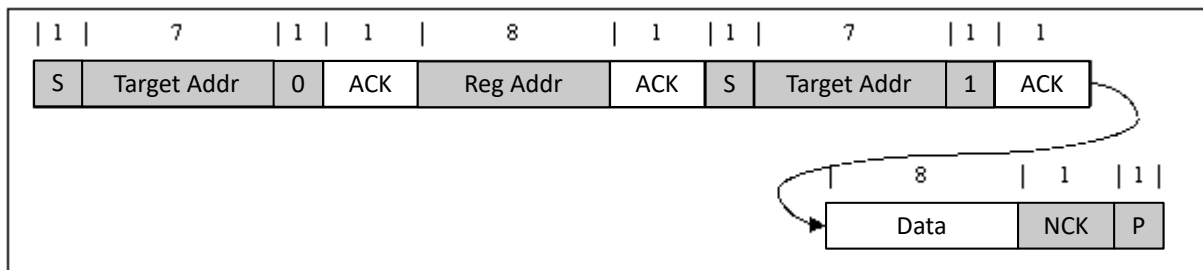 | 1 | 7 | 1 | 1 | 8 | 1 | 1 | 7 | 1 | 1
S Target Addr 0 ACK Reg Addr ACK S Target Addr 1 ACK
| 8 | 1 | 1 |
Data NCK P